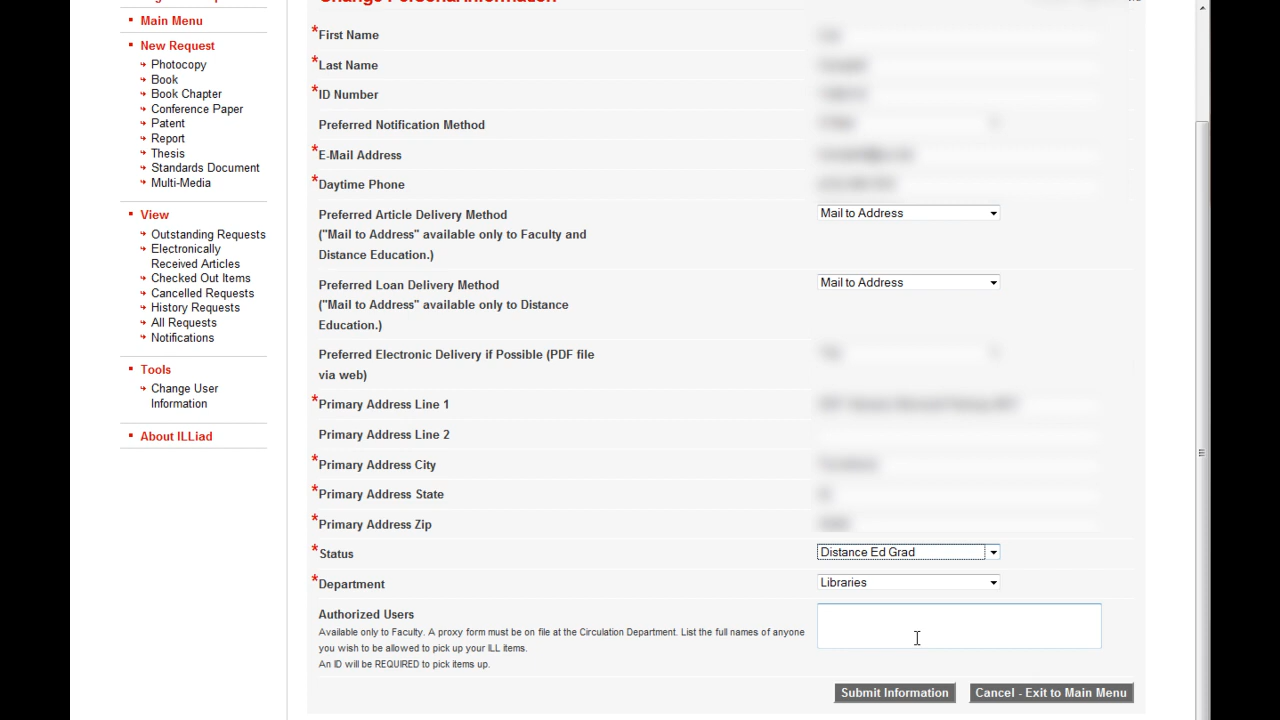 Change Personal Information
Main Menu
New Request
Photocopy
Book
Book Chapter
Conference Paper
Patent
Report
Thesis
Standards Document
Multi-Media
View
Outstanding Requests
Electronically
Received Articles
Checked Out Items
Cancelled Requests
History Requests
All Requests
Notifications
Tools
Change User
Information
About ILLiad
*First Name
*Last Name
*ID Number
Preferred Notification Method
*E-Mail Address
*Daytime Phone
Preferred Article Delivery Method
("Mail to Address" available only to Faculty and
Distance Education.)
Mail to Address
Preferred Loan Delivery Method
("Mail to Address" available only to Distance
Education.)
Mail to Address
Preferred Electronic Delivery if Possible (PDF file
via web)
*Primary Address Line 1
Primary Address Line 2
*Primary Address City
*Primary Address State
*Primary Address Zip
*Status
Distance Ed Grad
*Department
Libraries
Authorized Users
Available only to Faculty. A proxy form must be on file at the Circulation Department. List the full names of anyone
you wish to be allowed to pick up your ILL items.
An ID will be REQUIRED to pick items up.
Submit Information
Cancel - Exit to Main Menu